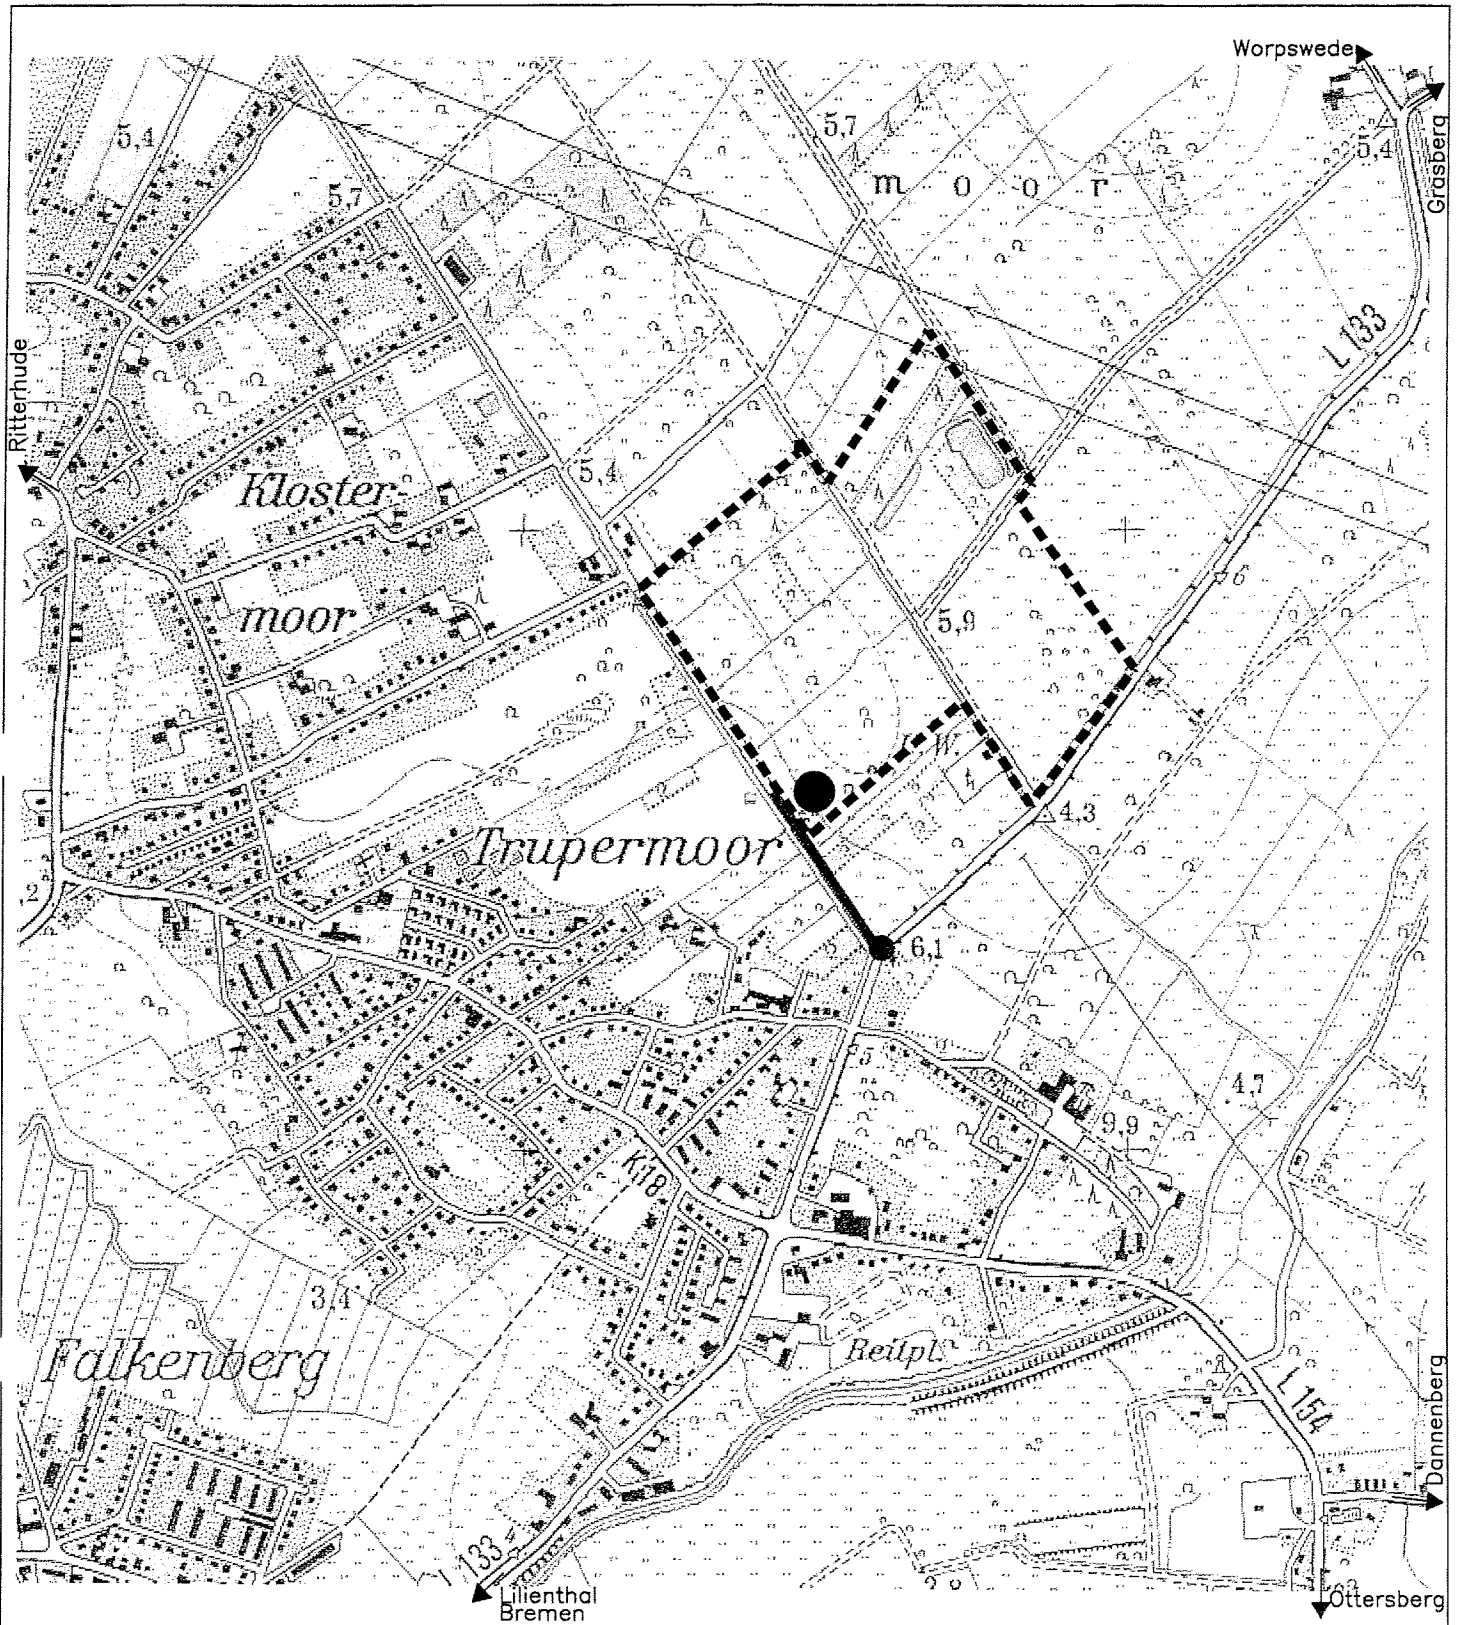 Worpswede
Grasberg
5,7
5,4
5,4
m o o r
5,7
L 133
Ritterhude
5,4
Kloster-
moor
6
5,9
W.
4,3
Trupermoor
,2
6,1
5
4,7
9,9
K18
3,4
Falkenberg
Reitpl.
L 154
Dannenberg
133
4
Lilienthal
Bremen
Ottersberg